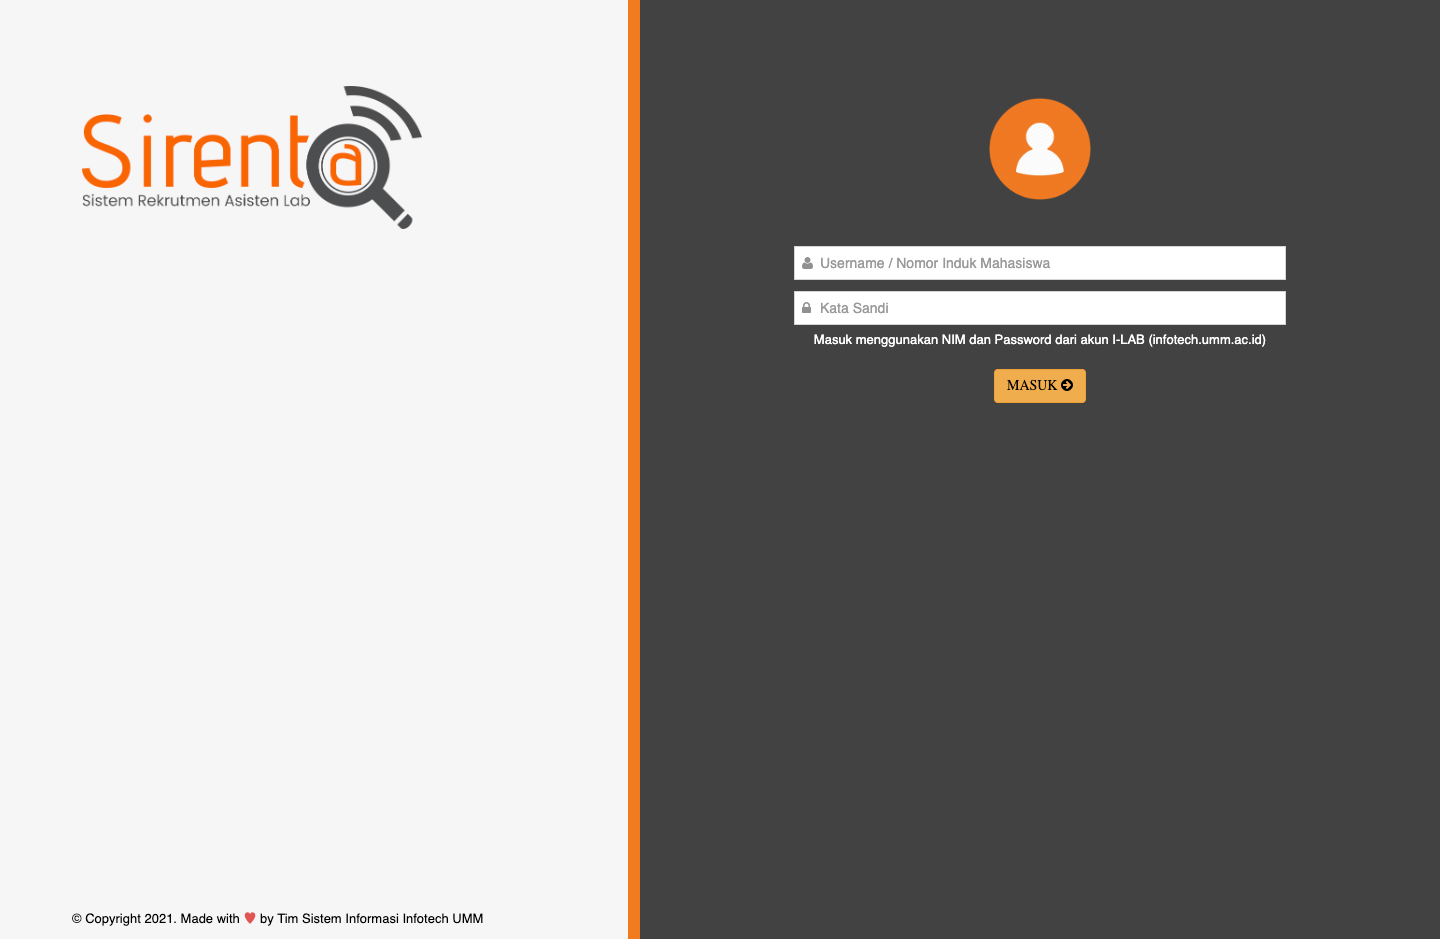 Sirenta
Sistem Rekrutmen Asisten Lab
Username / Nomor Induk Mahasiswa
Kata Sandi
Masuk menggunakan NIM dan Password dari akun I-LAB (infotech.umm.ac.id)
MASUK
© Copyright 2021. Made with ♥ by Tim Sistem Informasi Infotech UMM